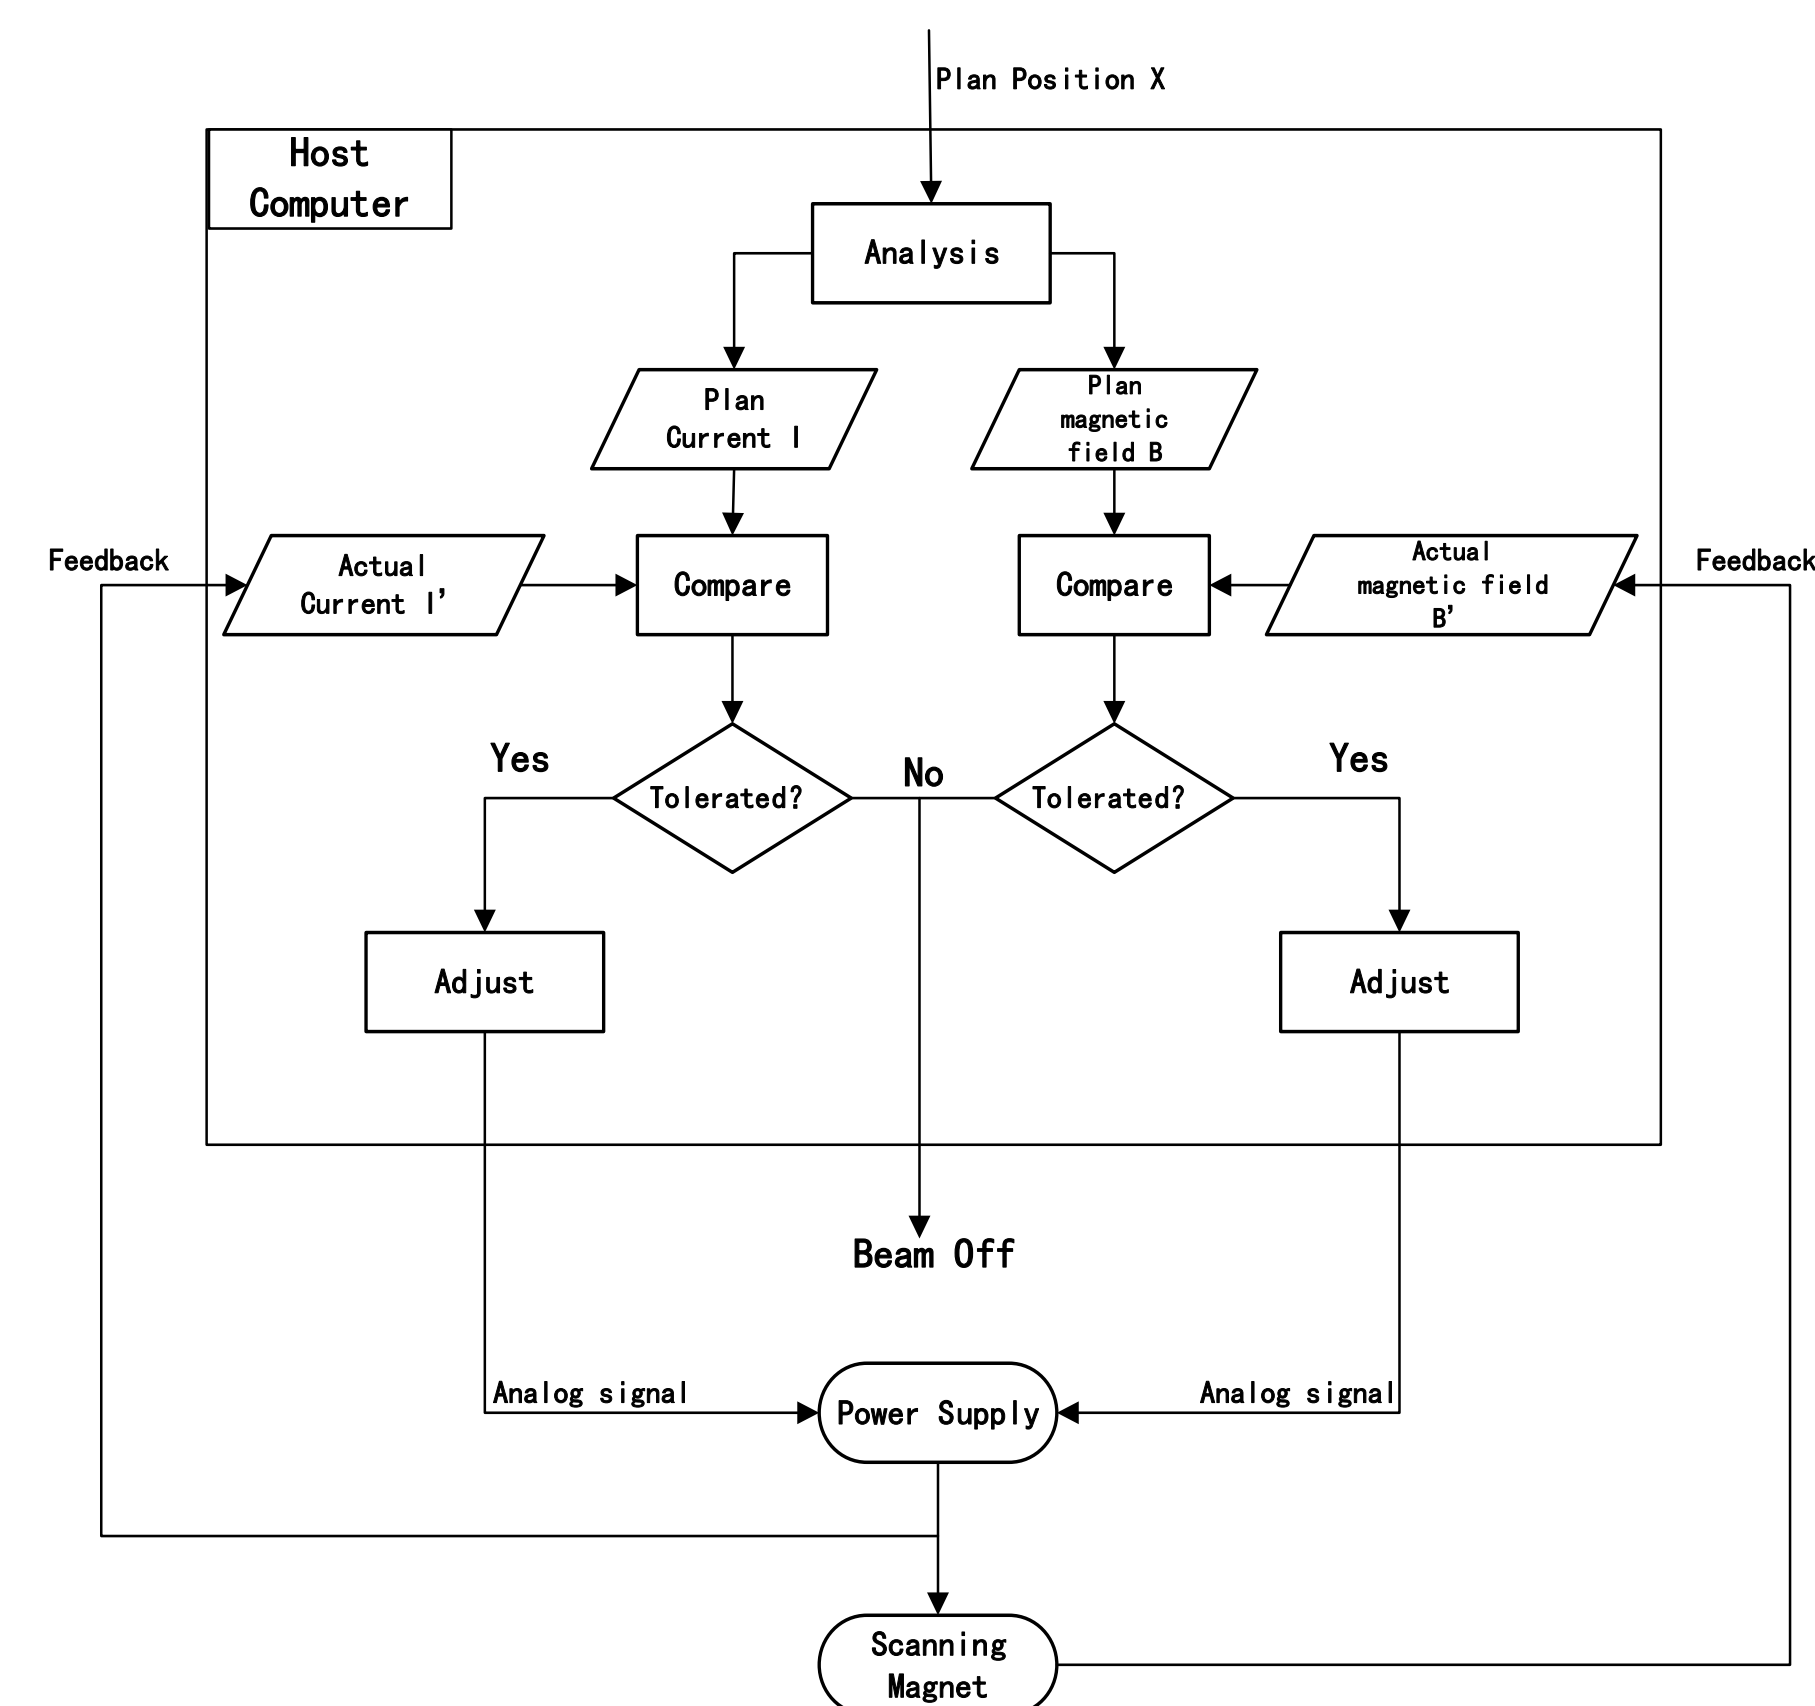 Plan Position X
Host
Computer
Analysis
Plan
Current I
Plan
magnetic
field B
Feedback
Actual
Current I'
Compare
Compare
Actual
magnetic field
B'
Feedback
Yes
Tolerated?
No
Tolerated?
Yes
Adjust
Adjust
Beam Off
Analog signal
Power Supply
Analog signal
Scanning
Magnet